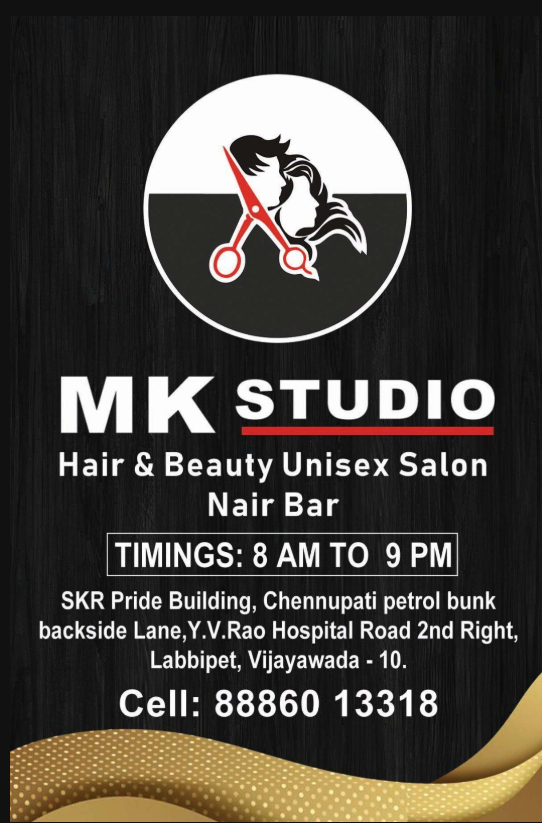 MK STUDIO
Hair & Beauty Unisex Salon
Nair Bar
TIMINGS: 8 AM TO 9 PM
SKR Pride Building, Chennupati petrol bunk
backside Lane,Y.V.Rao Hospital Road 2nd Right,
Labbipet, Vijayawada - 10.
Cell: 88860 13318